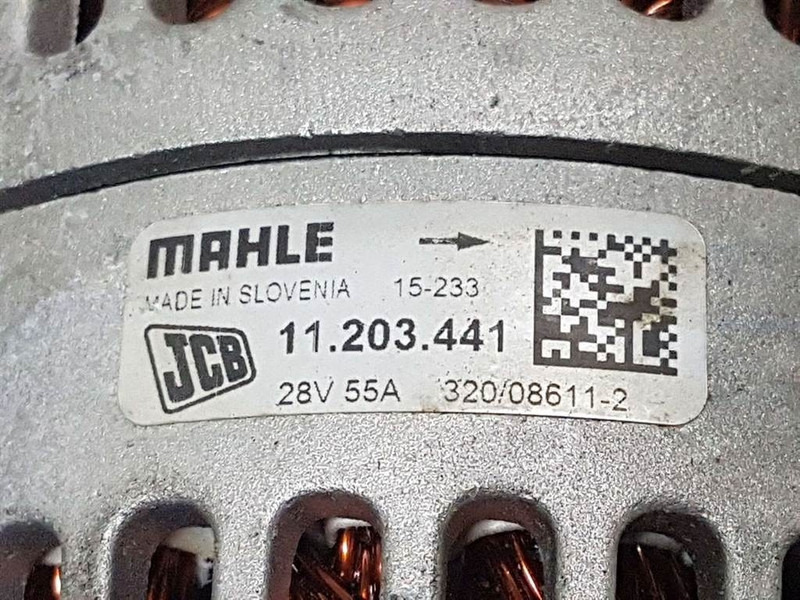 MAHLE
MADE IN SLOVENIA 15-233
JCB 11.203.441
28V 55A 320/08611-2